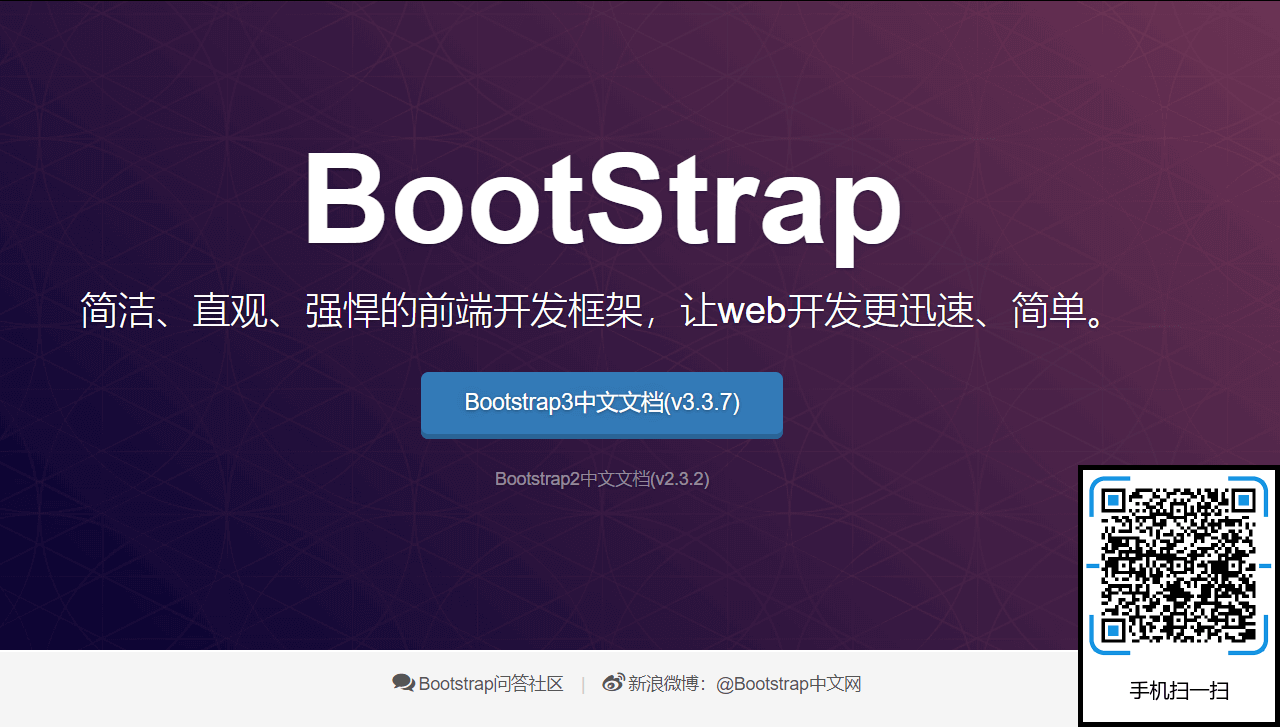 BootStrap
简洁、直观、强悍的前端开发框架，让web开发更迅速、简单。
Bootstrap3中文文档(v3.3.7)
Bootstrap2中文文档(v2.3.2)
Bootstrap问答社区 | 新浪微博：@Bootstrap中文网
手机扫一扫